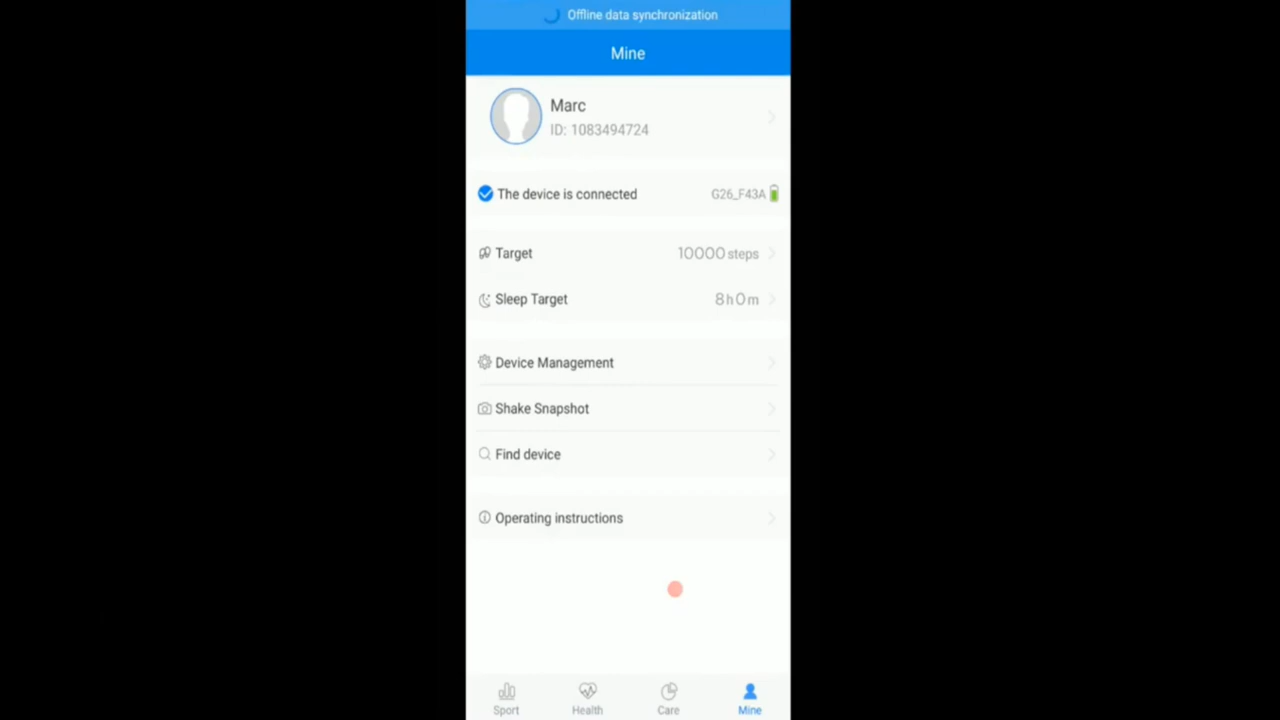 Offline data synchronization
Mine
Marc
ID: 1083494724
The device is connected G26_F43A
Target 10000 steps
Sleep Target 8h0m
Device Management
Shake Snapshot
Find device
Operating instructions
Sport Health Care Mine